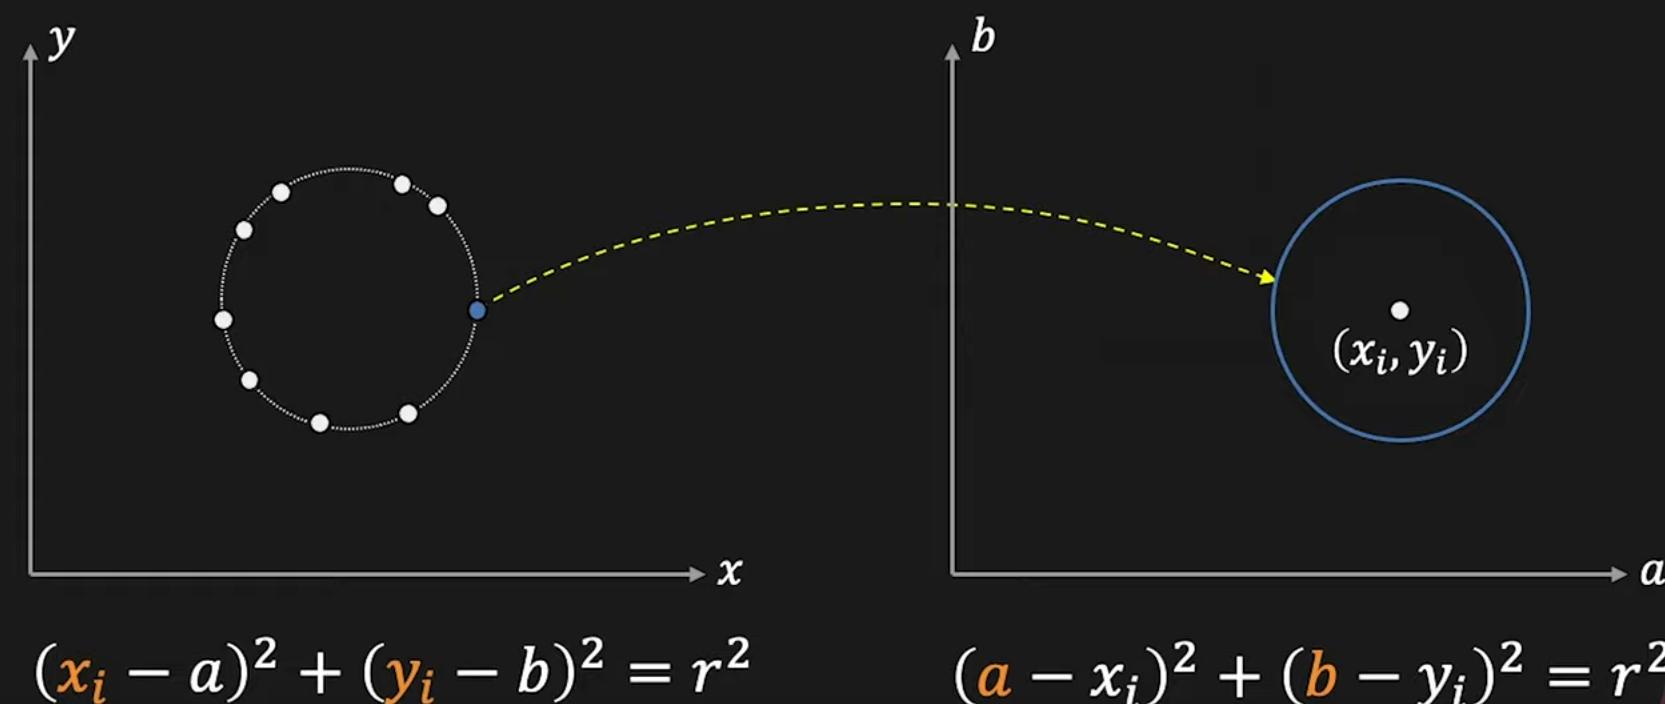 y
x
(xᵢ − a)² + (yᵢ − b)² = r²
b
(xᵢ, yᵢ)
a
(a − xᵢ)² + (b − yᵢ)² = r²